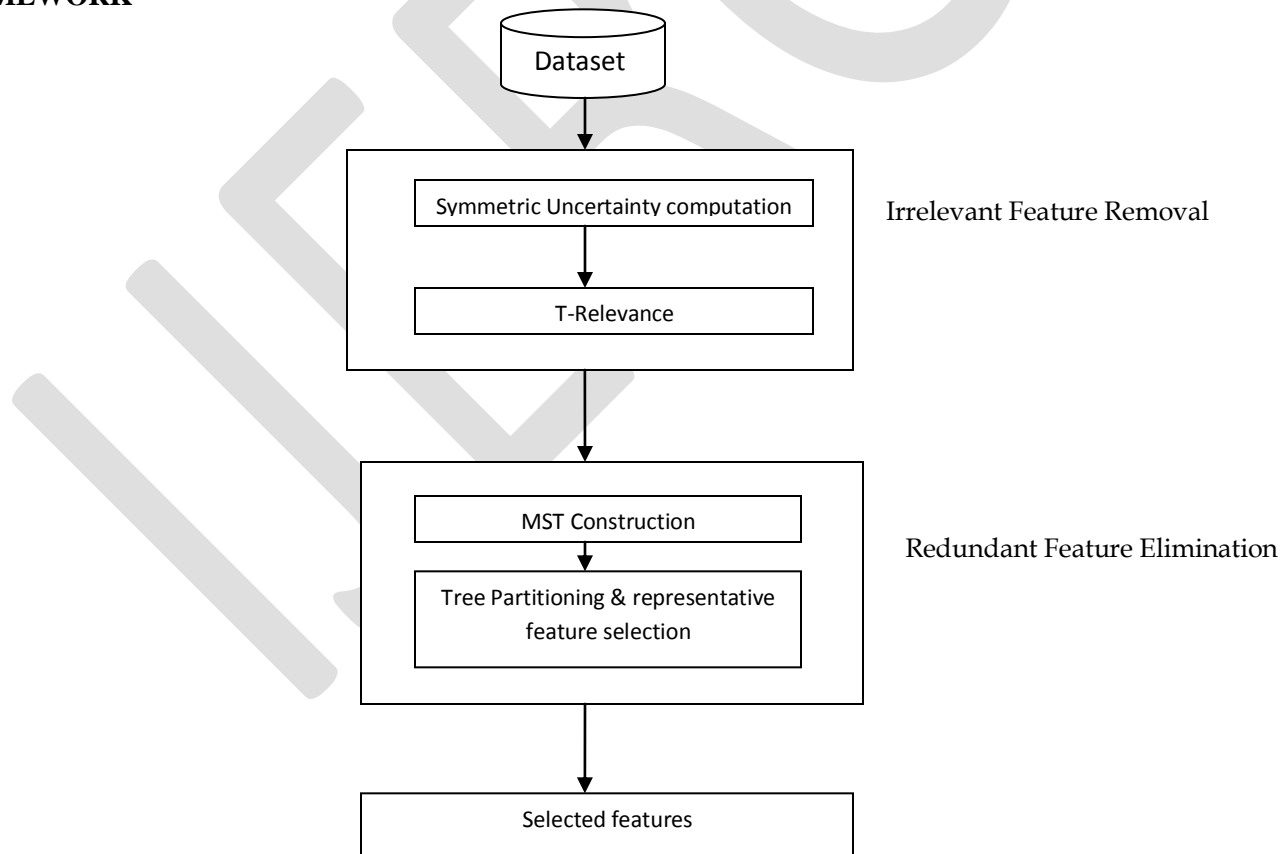 Dataset
Symmetric Uncertainty computation
Irrelevant Feature Removal
T-Relevance
MST Construction
Redundant Feature Elimination
Tree Partitioning & representative
feature selection
Selected features